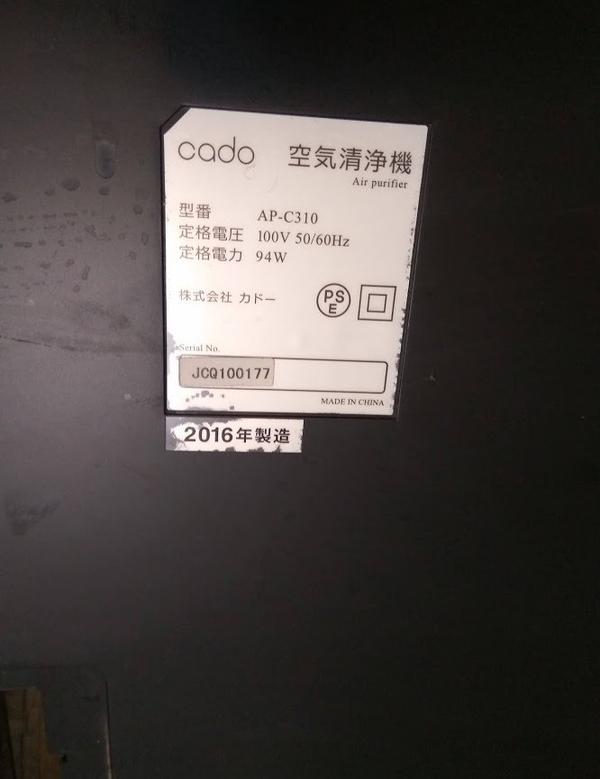 cado 空気清浄機
Air purifier
型番 AP-C310
定格電圧 100V 50/60Hz
定格電力 94W
株式会社 カドー PS E
Serial No.
JCQ100177
MADE IN CHINA
2016年製造